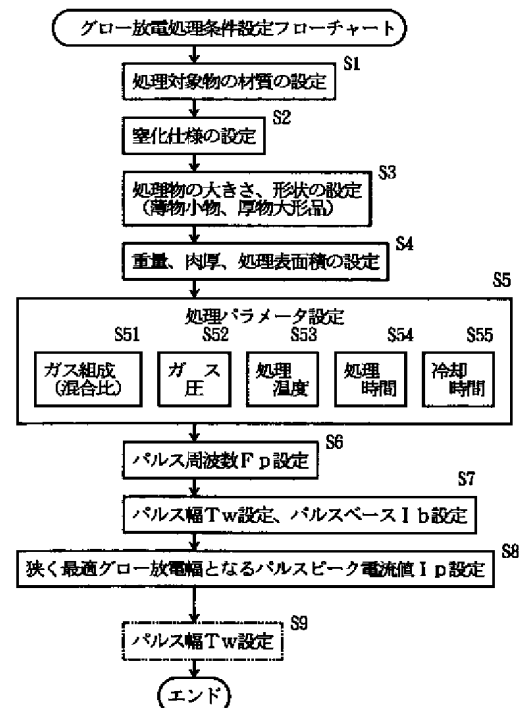 グロー放電処理条件設定フローチャート
S1
処理対象物の材質の設定
S2
窒化仕様の設定
S3
処理物の大きさ、形状の設定
(薄物小物、厚物大形品)
S4
重量、肉厚、処理表面積の設定
S5
処理パラメータ設定
S51
ガス組成
(混合比)
S52
ガス
圧
S53
処理
温度
S54
処理
時間
S55
冷却
時間
S6
パルス周波数Fp設定
S7
パルス幅Tw設定、パルスベースIb設定
S8
狭く最適グロー放電幅となるパルスピーク電流値Ip設定
S9
パルス幅Tw設定
エンド